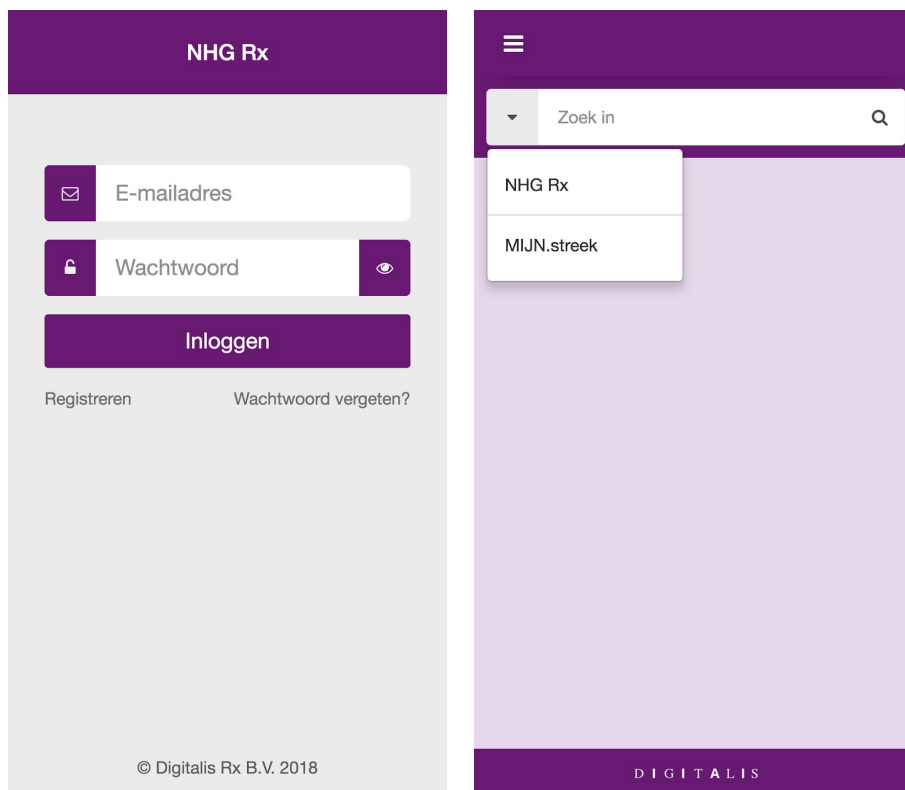 NHG Rx
E-mailadres
Wachtwoord
Inloggen
Registreren Wachtwoord vergeten?
© Digitalis Rx B.V. 2018
Zoek in
NHG Rx
MIJN.streek
DIGITALIS